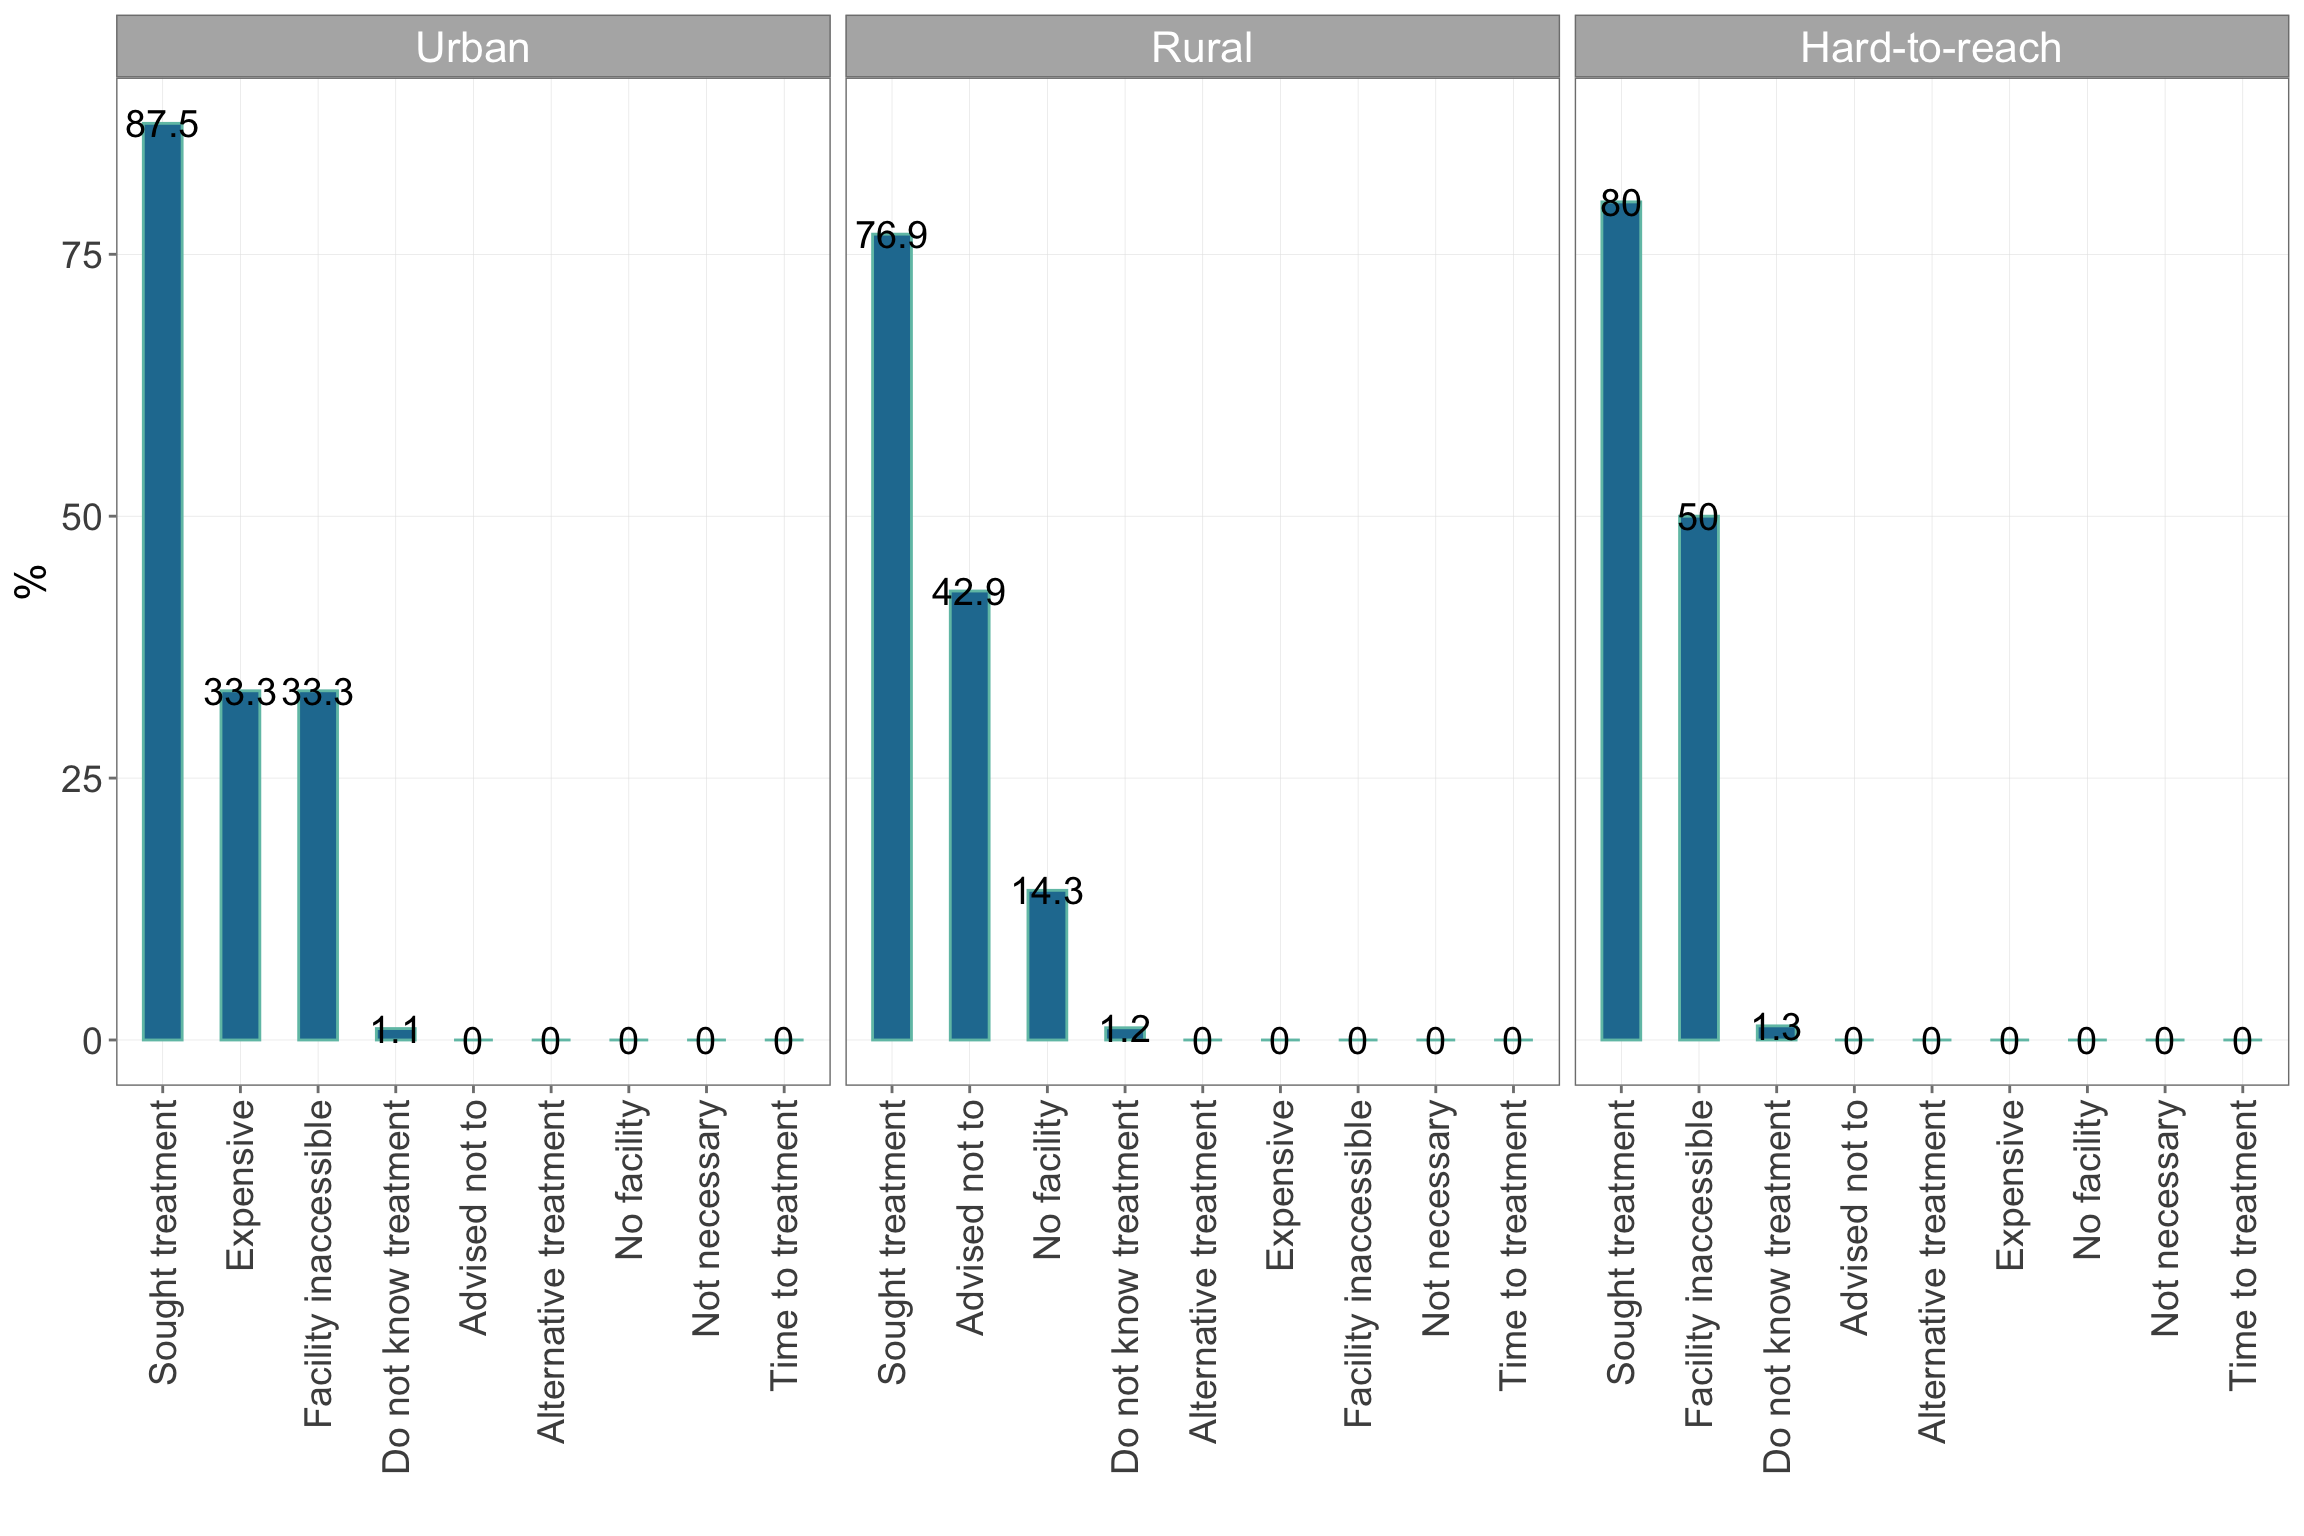 Urban
Rural
Hard-to-reach
%
75
50
25
0
87.5
33.3
33.3
1.1
0
0
0
0
0
76.9
42.9
14.3
1.2
0
0
0
0
0
80
50
1.3
0
0
0
0
0
0
Sought treatment
Expensive
Facility inaccessible
Do not know treatment
Advised not to
Alternative treatment
No facility
Not necessary
Time to treatment
Sought treatment
Advised not to
No facility
Do not know treatment
Alternative treatment
Expensive
Facility inaccessible
Not necessary
Time to treatment
Sought treatment
Facility inaccessible
Do not know treatment
Advised not to
Alternative treatment
Expensive
No facility
Not necessary
Time to treatment